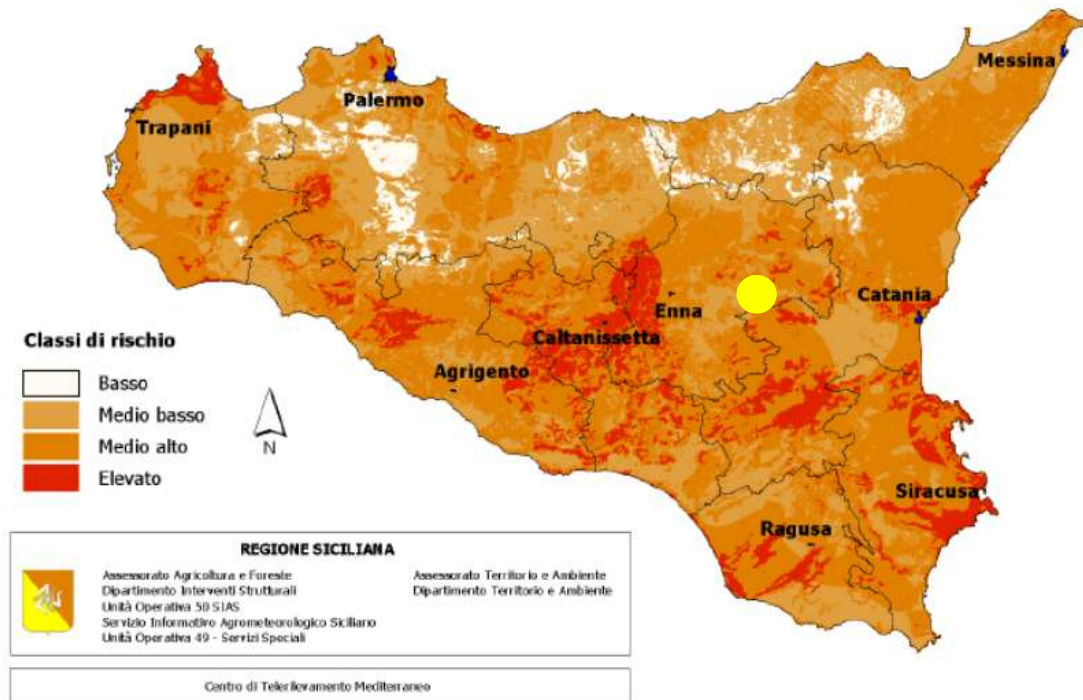 Messina
Palermo
Trapani
Catania
Enna
Caltanissetta
Agrigento
Classi di rischio
Basso
Medio basso
Medio alto
Elevato
N
Siracusa
Ragusa
REGIONE SICILIANA
Assessorato Agricoltura e Foreste
Dipartimento Interventi Strutturali
Unità Operativa 50 SIAS
Servizio Informativo Agrometeorologico Siciliano
Unità Operativa 49 - Servizi Speciali
Assessorato Territorio e Ambiente
Dipartimento Territorio e Ambiente
Centro di Telerilevamento Mediterraneo